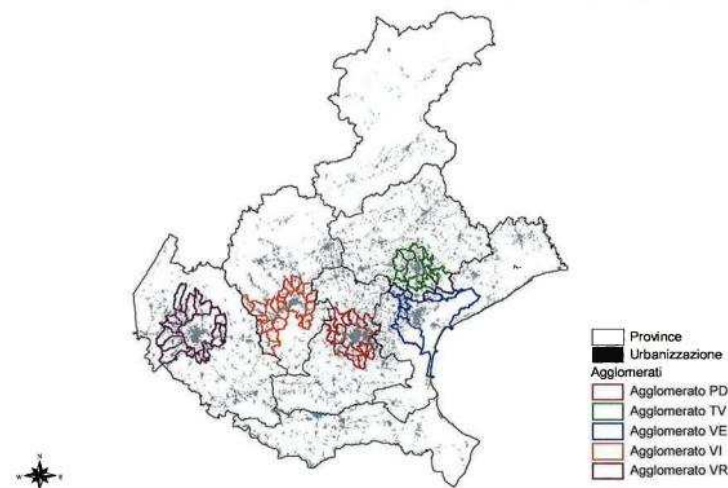 Province
Urbanizzazione
Agglomerati
Agglomerato PD
Agglomerato TV
Agglomerato VE
Agglomerato VI
Agglomerato VR
N
W E
S